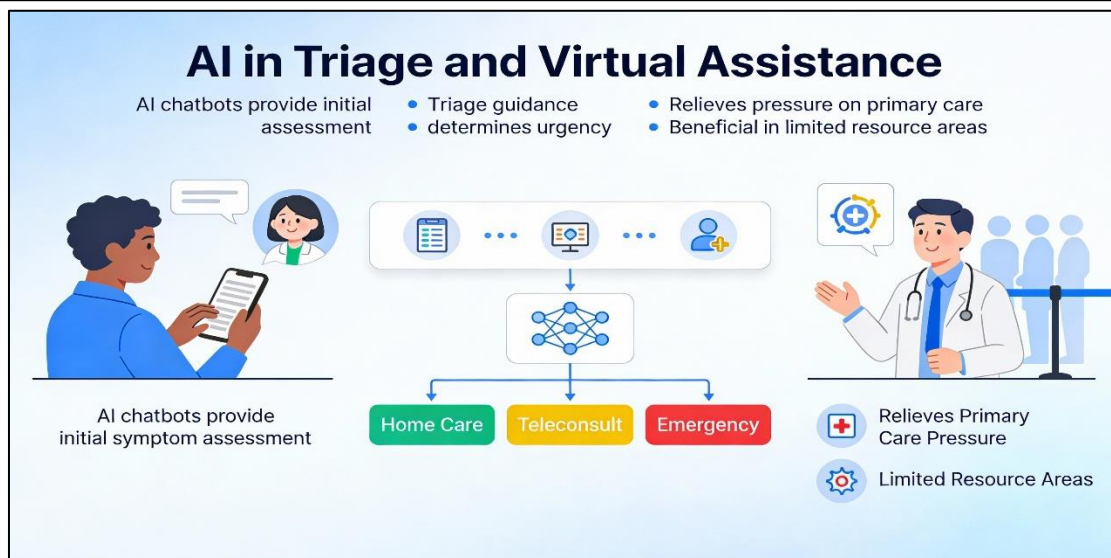 AI in Triage and Virtual Assistance
AI chatbots provide initial
assessment
• Triage guidance
• determines urgency
• Relieves pressure on primary care
• Beneficial in limited resource areas
AI chatbots provide
initial symptom assessment
Home Care
Teleconsult
Emergency
Relieves Primary
Care Pressure
Limited Resource Areas